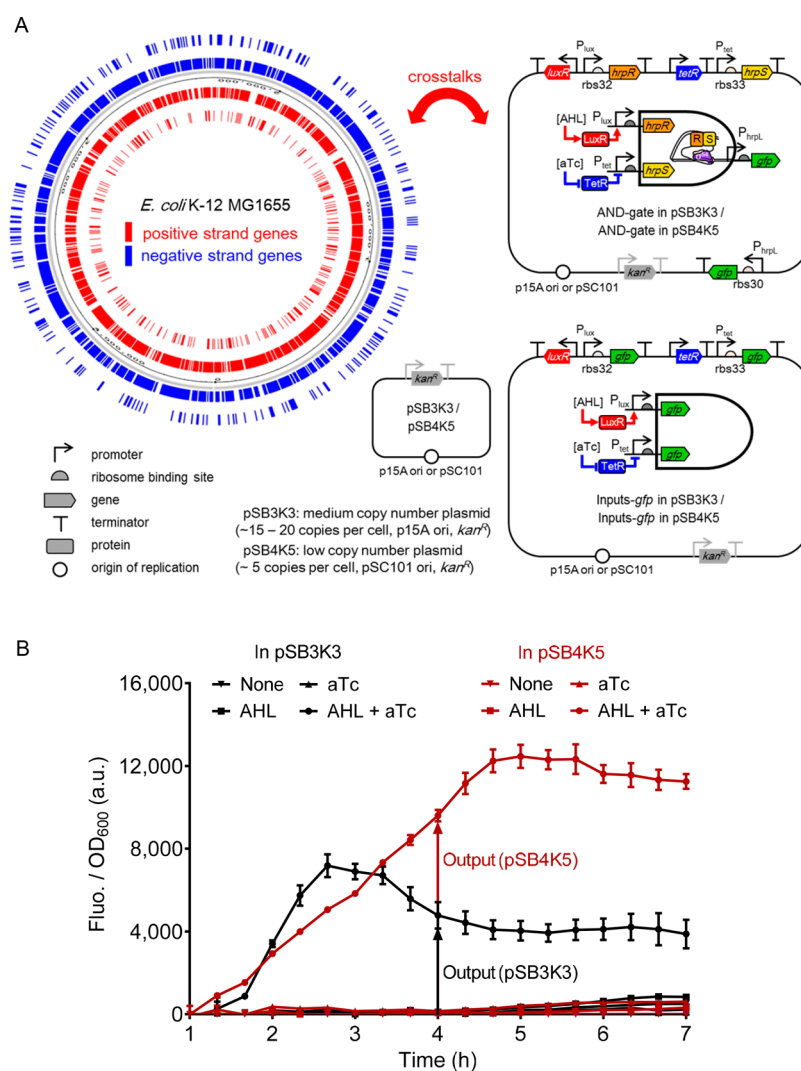 A
crosstalks
E. coli K-12 MG1655
positive strand genes
negative strand genes
promoter
ribosome binding site
gene
terminator
protein
origin of replication
kanR
pSB3K3 /
pSB4K5
p15A ori or pSC101
pSB3K3: medium copy number plasmid
(~15 – 20 copies per cell, p15A ori, kanR)
pSB4K5: low copy number plasmid
(~ 5 copies per cell, pSC101 ori, kanR)
Plux Ptet
luxR hrpR tetR hrpS
rbs32 rbs33
[AHL] Plux
LuxR hrpR
R S
PhrpL
[aTc] Ptet
gfp
TetR hrpS
AND-gate in pSB3K3 /
AND-gate in pSB4K5
PhrpL
kanR gfp
p15A ori or pSC101 rbs30
Plux Ptet
luxR gfp tetR gfp
rbs32 rbs33
[AHL] Plux
LuxR gfp
[aTc] Ptet
TetR gfp
Inputs-gfp in pSB3K3 /
Inputs-gfp in pSB4K5
p15A ori or pSC101 kanR
B
In pSB3K3 In pSB4K5
None aTc None aTc
AHL AHL + aTc AHL AHL + aTc
16,000
12,000
8,000
4,000
0
Fluo. / OD600 (a.u.)
Output (pSB4K5)
Output (pSB3K3)
1 2 3 4 5 6 7
Time (h)